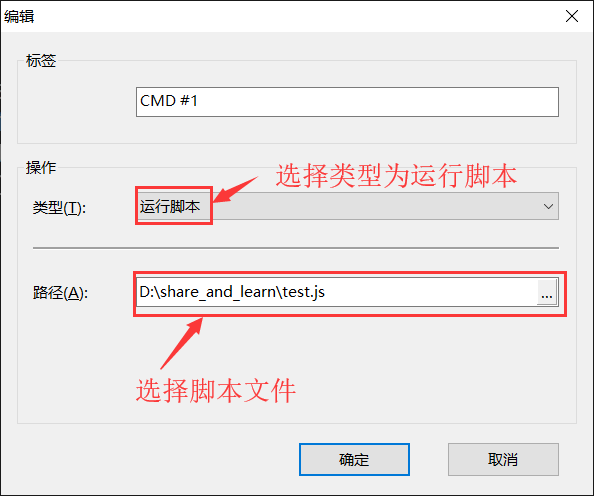 编辑
标签
CMD #1
操作
选择类型为运行脚本
类型(T):
运行脚本
路径(A):
D:\share_and_learn\test.js
...
选择脚本文件
确定
取消